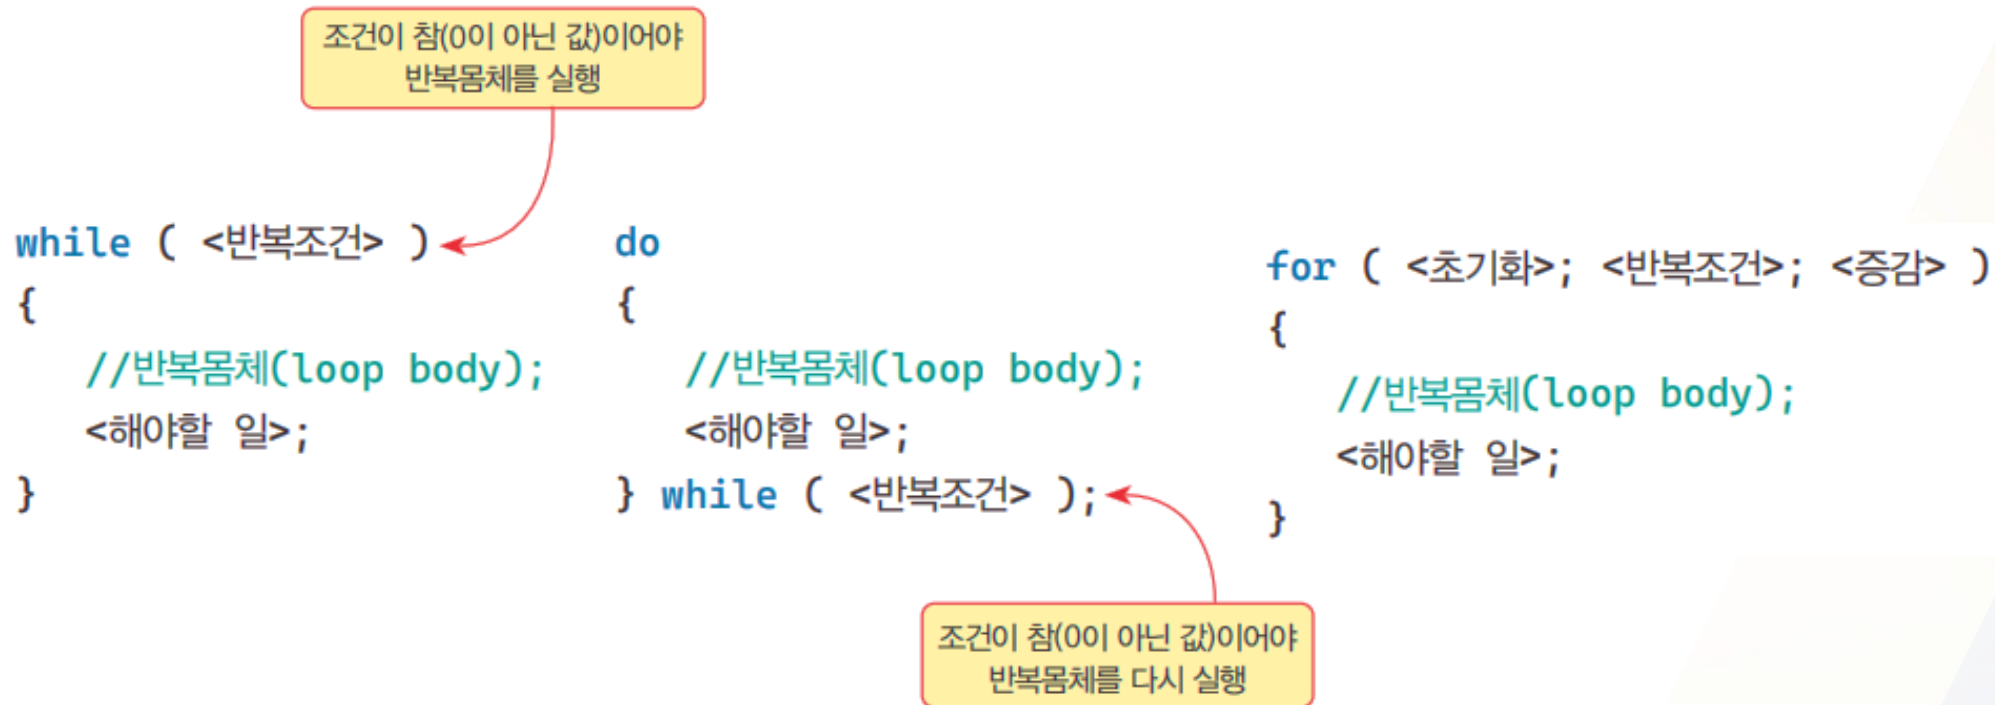 조건이 참(0이 아닌 값)이어야
반복몸체를 실행
while ( <반복조건> )
{
//반복몸체(loop body);
<해야할 일>;
}
do
{
//반복몸체(loop body);
<해야할 일>;
} while ( <반복조건> );
조건이 참(0이 아닌 값)이어야
반복몸체를 다시 실행
for ( <초기화>; <반복조건>; <증감> )
{
//반복몸체(loop body);
<해야할 일>;
}